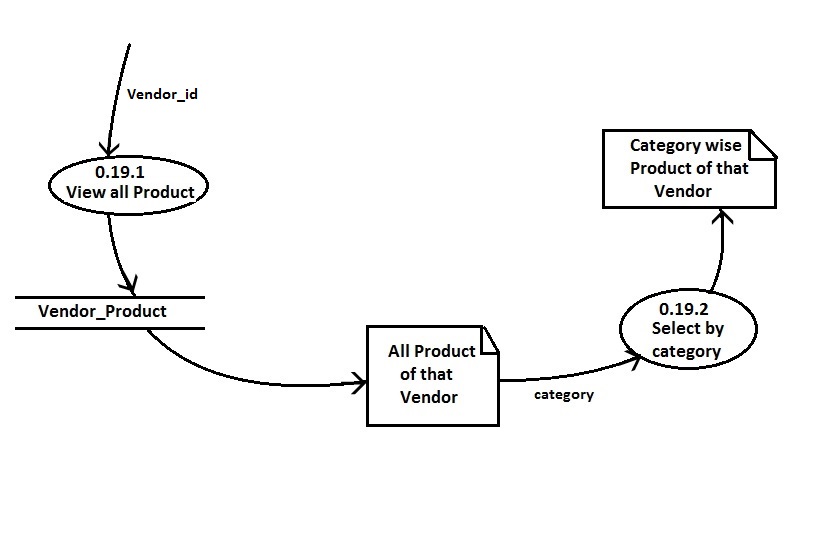 Vendor_id
0.19.1
View all Product
Vendor_Product
All Product
of that
Vendor
category
0.19.2
Select by
category
Category wise
Product of that
Vendor